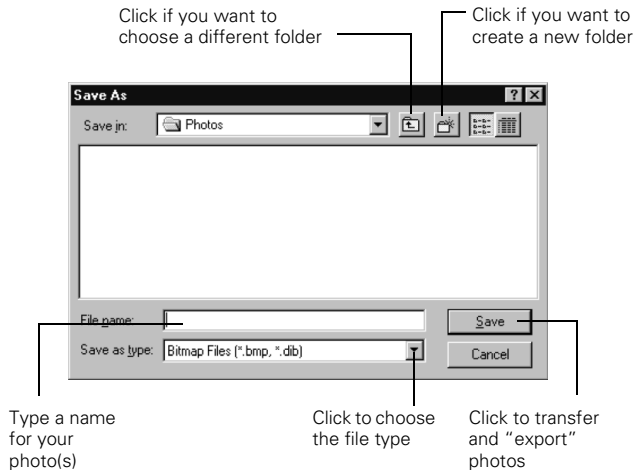 Click if you want to
choose a different folder
Click if you want to
create a new folder
Save As
Save in: Photos
File name:
Save
Save as type: Bitmap Files (*.bmp, *.dib)
Cancel
Type a name
for your
photo(s)
Click to choose
the file type
Click to transfer
and “export”
photos